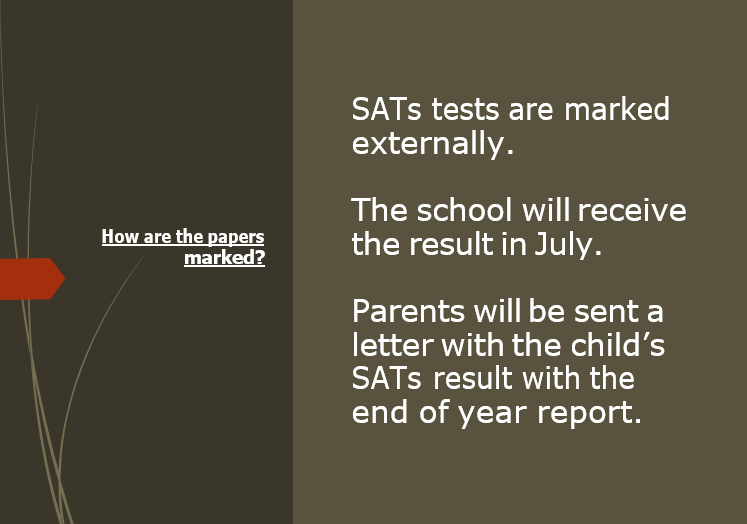 How are the papers
marked?
SATs tests are marked
externally.
The school will receive
the result in July.
Parents will be sent a
letter with the child’s
SATs result with the
end of year report.